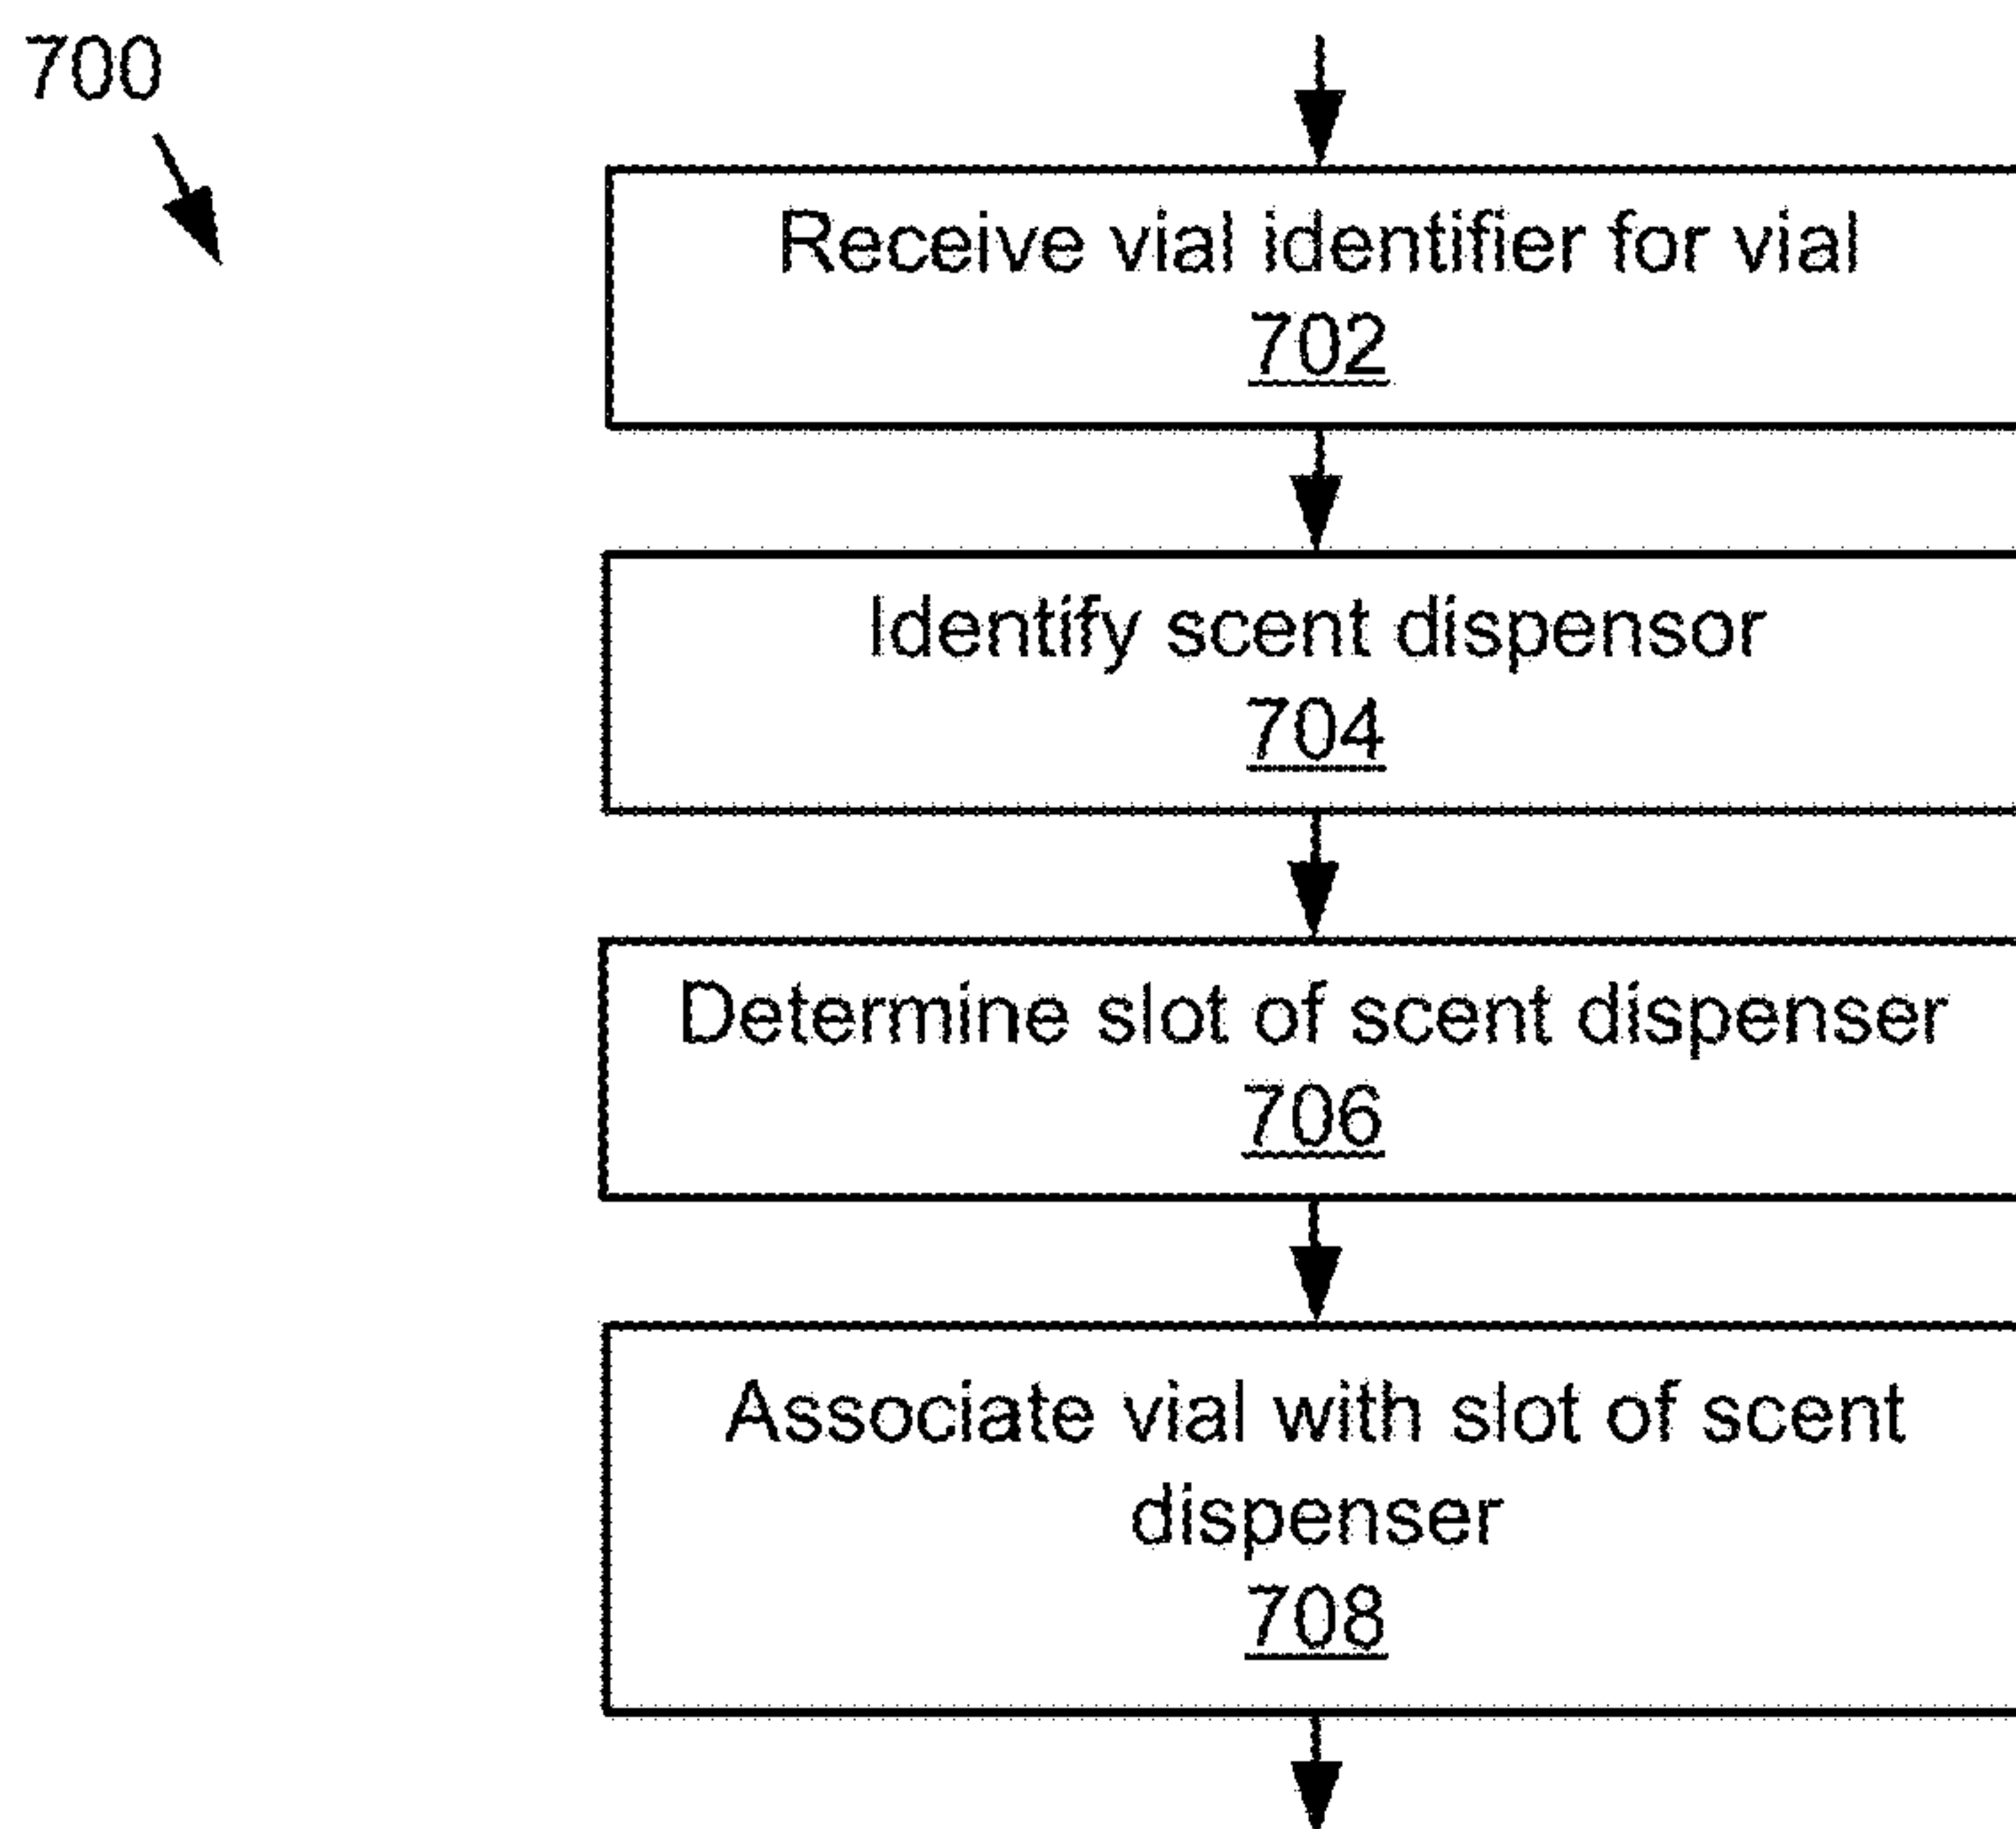 700
Receive vial identifier for vial
702
Identify scent dispensor
704
Determine slot of scent dispenser
706
Associate vial with slot of scent
dispenser
708